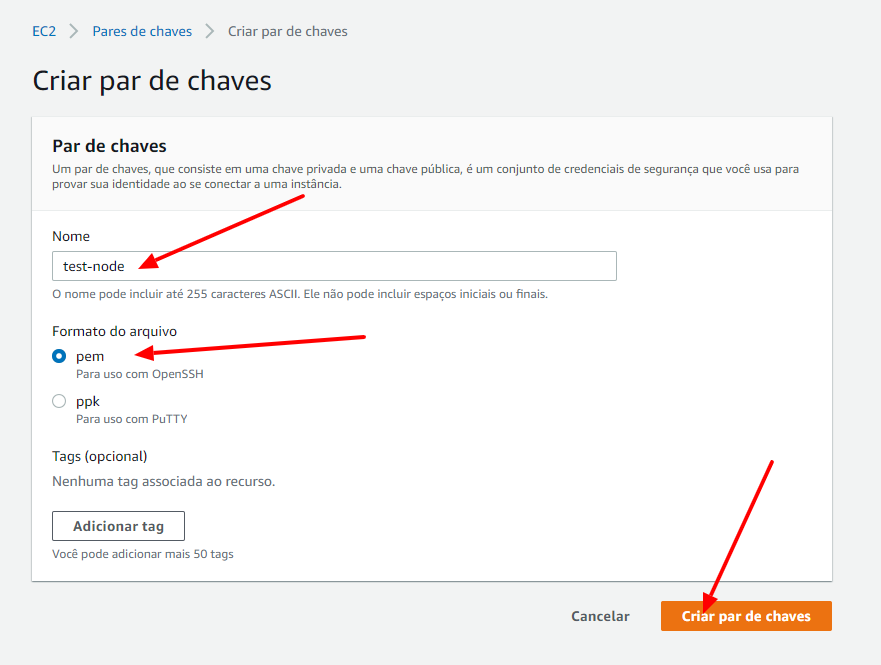 EC2 > Pares de chaves > Criar par de chaves
Criar par de chaves
Par de chaves
Um par de chaves, que consiste em uma chave privada e uma chave pública, é um conjunto de credenciais de segurança que você usa para
provar sua identidade ao se conectar a uma instância.
Nome
test-node
O nome pode incluir até 255 caracteres ASCII. Ele não pode incluir espaços iniciais ou finais.
Formato do arquivo
pem
Para uso com OpenSSH
ppk
Para uso com PuTTY
Tags (opcional)
Nenhuma tag associada ao recurso.
Adicionar tag
Você pode adicionar mais 50 tags
Cancelar
Criar par de chaves